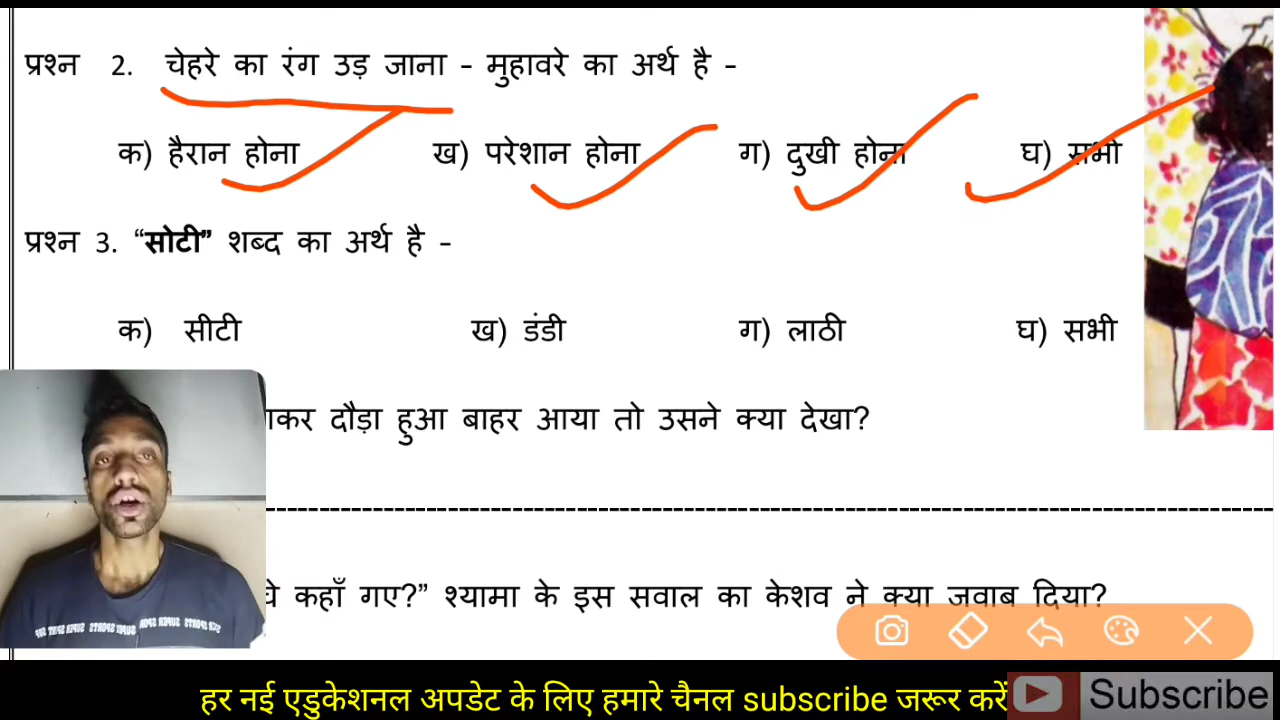 प्रश्न 2. चेहरे का रंग उड़ जाना - मुहावरे का अर्थ है -
क) हैरान होना ख) परेशान होना ग) दुखी होना घ) सभी
प्रश्न 3. “सोटी” शब्द का अर्थ है -
क) सीटी ख) डंडी ग) लाठी घ) सभी
कर दौड़ा हुआ बाहर आया तो उसने क्या देखा?
कहाँ गए?” श्यामा के इस सवाल का केशव ने क्या जवाब दिया?
हर नई एडुकेशनल अपडेट के लिए हमारे चैनल subscribe जरूर करें
Subscribe